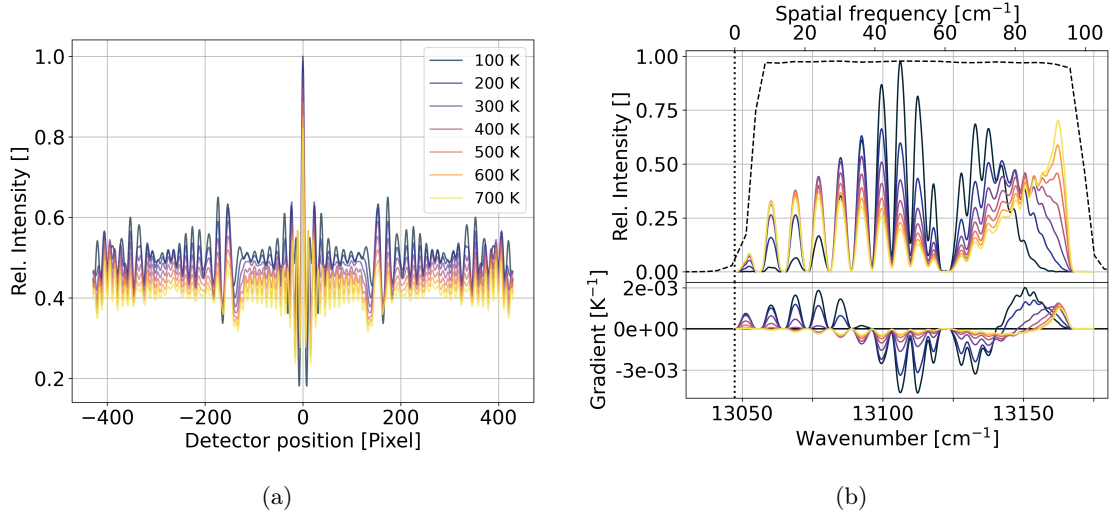 1.0
0.8
0.6
0.4
0.2
Rel. Intensity []
−400
−200
0
200
400
Detector position [Pixel]
100 K
200 K
300 K
400 K
500 K
600 K
700 K
(a)
Spatial frequency [cm⁻¹]
0
20
40
60
80
100
1.00
0.75
0.50
0.25
0.00
Rel. Intensity []
2e-03
0e+00
-3e-03
Gradient [K⁻¹]
13050
13100
13150
Wavenumber [cm⁻¹]
(b)